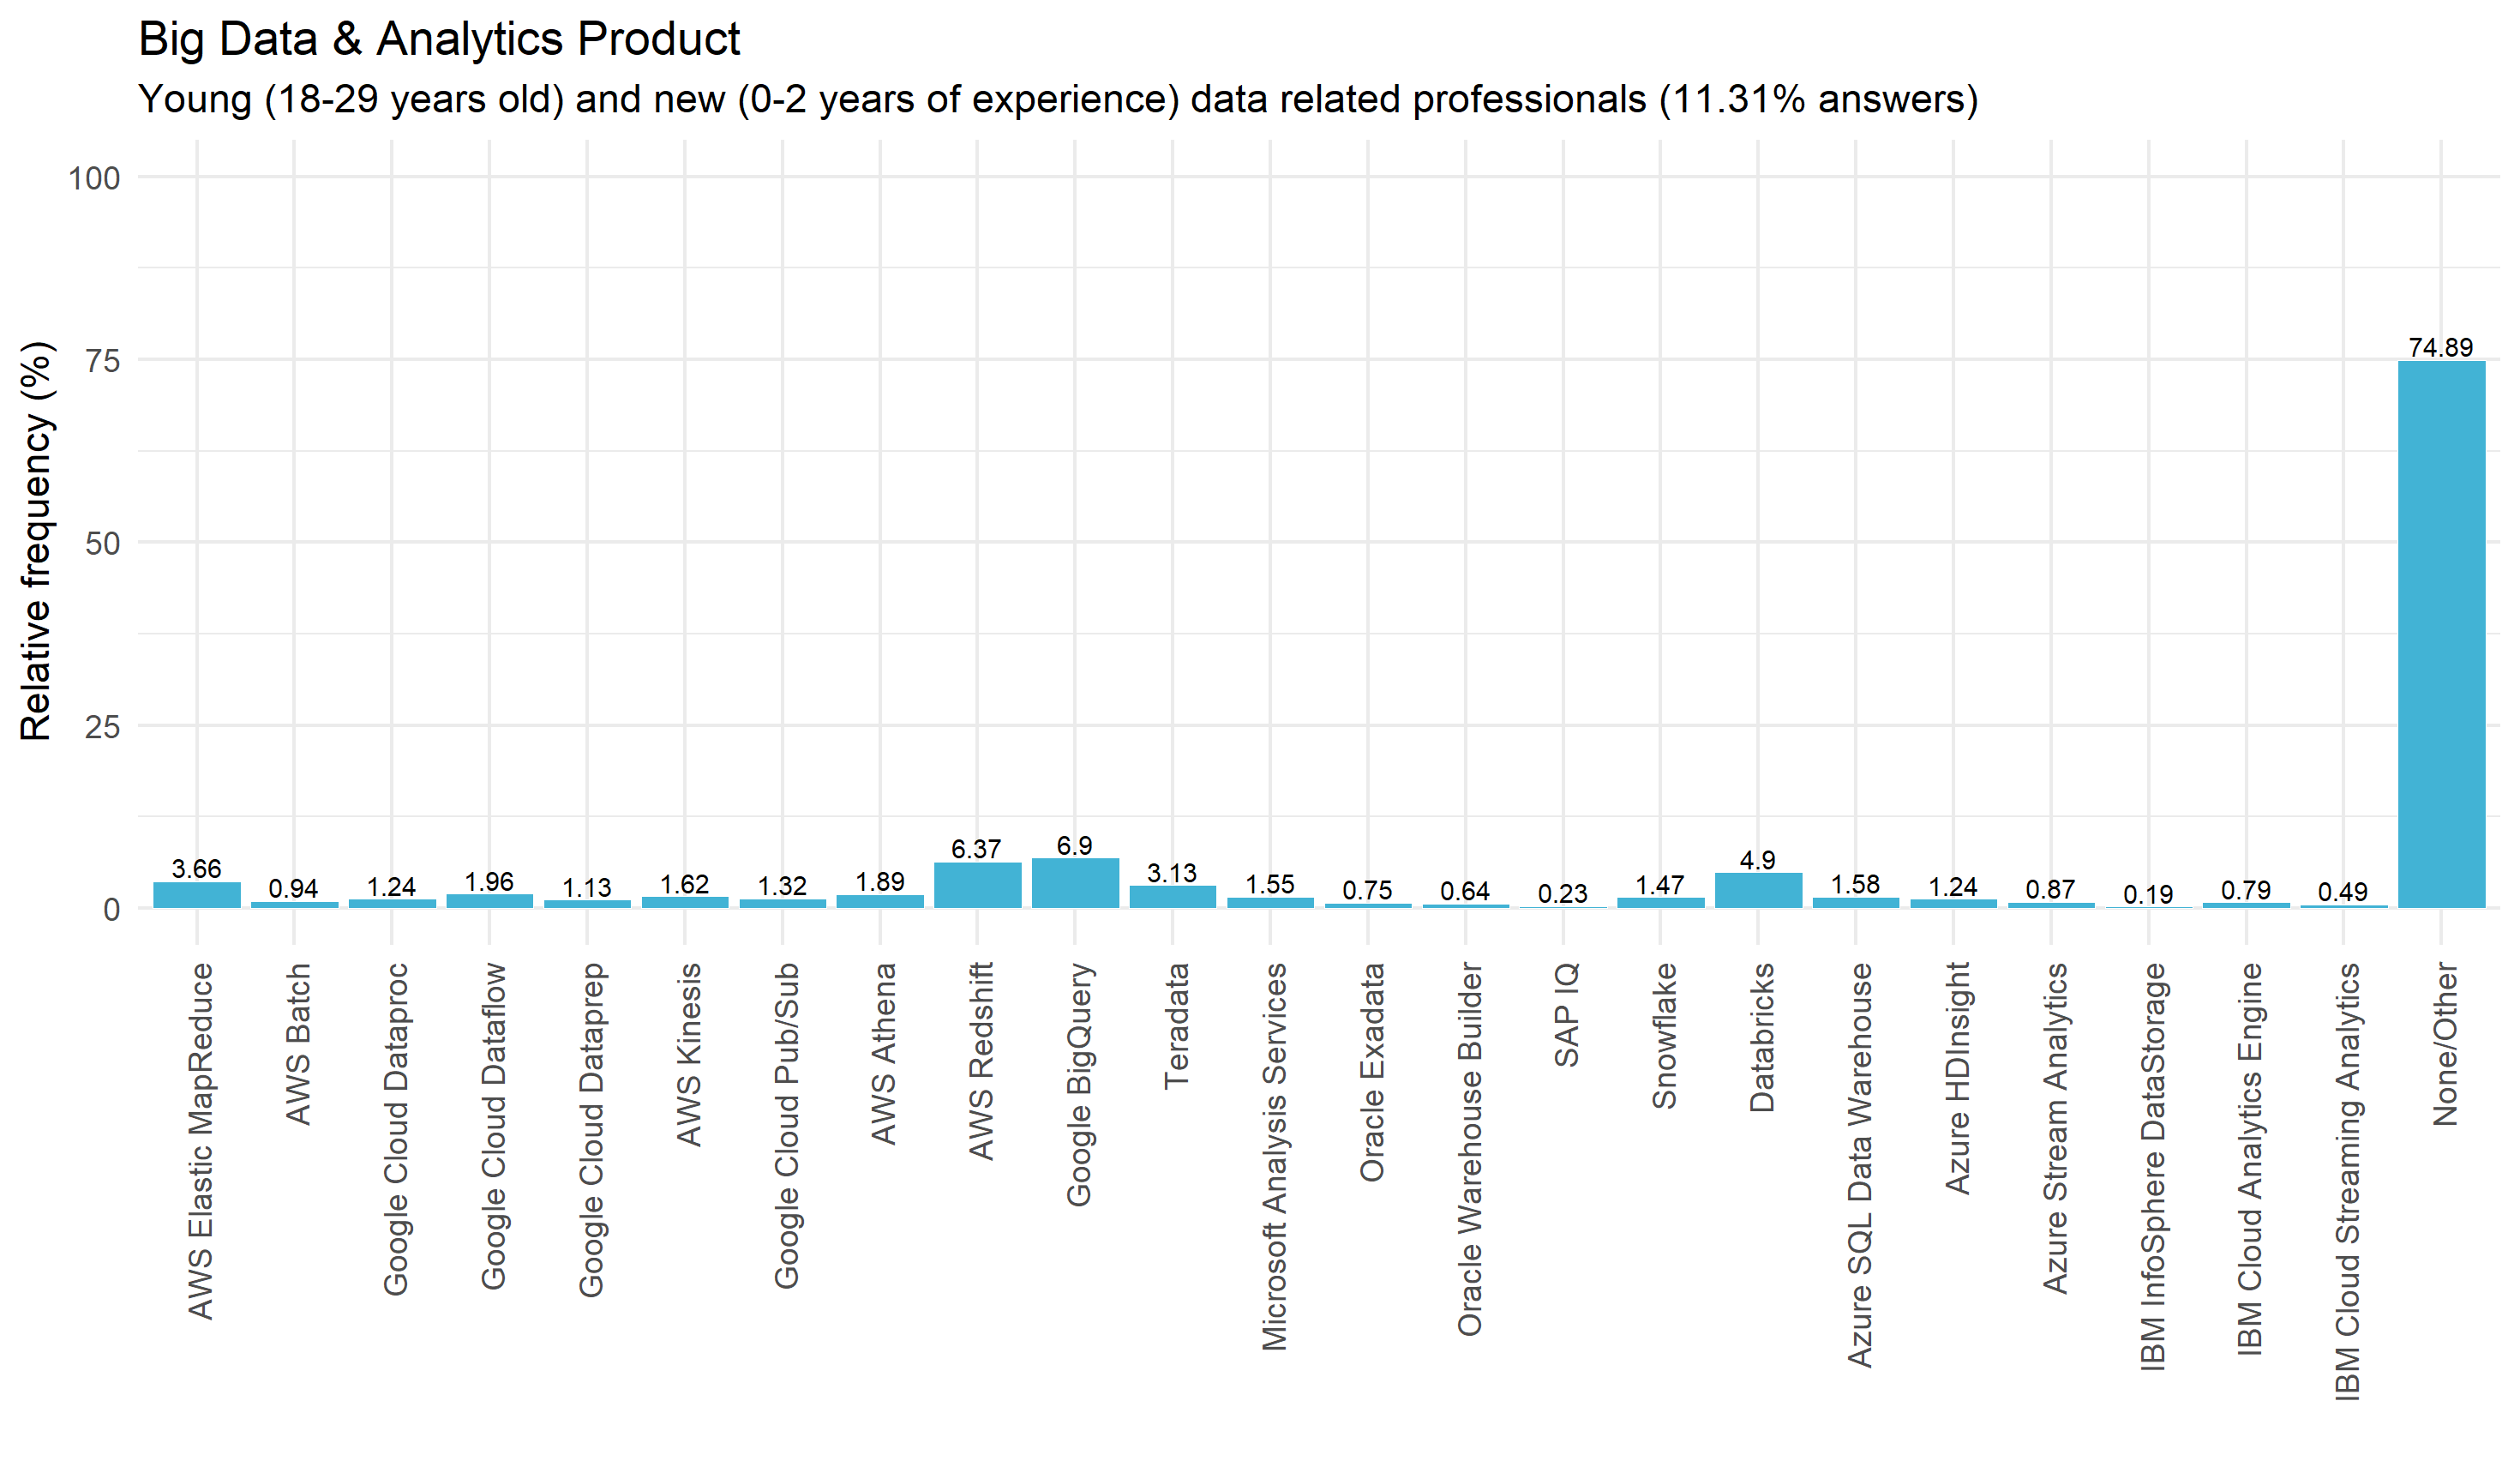 Big Data & Analytics Product
Young (18-29 years old) and new (0-2 years of experience) data related professionals (11.31% answers)
Relative frequency (%)
100
75
50
25
0
3.66
0.94
1.24
1.96
1.13
1.62
1.32
1.89
6.37
6.9
3.13
1.55
0.75
0.64
0.23
1.47
4.9
1.58
1.24
0.87
0.19
0.79
0.49
74.89
AWS Elastic MapReduce
AWS Batch
Google Cloud Dataproc
Google Cloud Dataflow
Google Cloud Dataprep
AWS Kinesis
Google Cloud Pub/Sub
AWS Athena
AWS Redshift
Google BigQuery
Teradata
Microsoft Analysis Services
Oracle Exadata
Oracle Warehouse Builder
SAP IQ
Snowflake
Databricks
Azure SQL Data Warehouse
Azure HDInsight
Azure Stream Analytics
IBM InfoSphere DataStorage
IBM Cloud Analytics Engine
IBM Cloud Streaming Analytics
None/Other